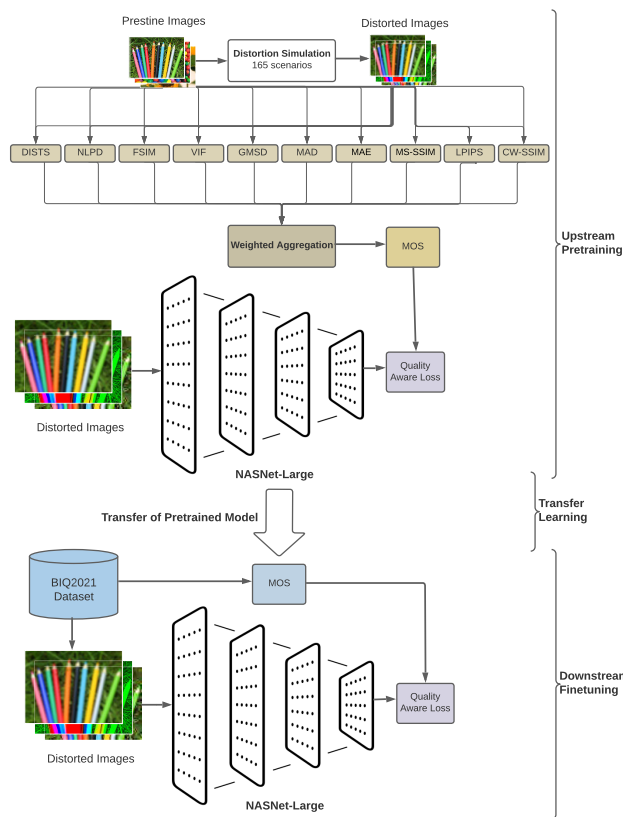 Prestine Images
Distorted Images
Distortion Simulation
165 scenarios
DISTS
NLPD
FSIM
VIF
GMSD
MAD
MAE
MS-SSIM
LPIPS
CW-SSIM
Weighted Aggregation
MOS
Upstream
Pretraining
Quality
Aware Loss
Distorted Images
NASNet-Large
Transfer of Pretrained Model
Transfer
Learning
BIQ2021
Dataset
MOS
Downstream
Finetuning
Quality
Aware Loss
Distorted Images
NASNet-Large